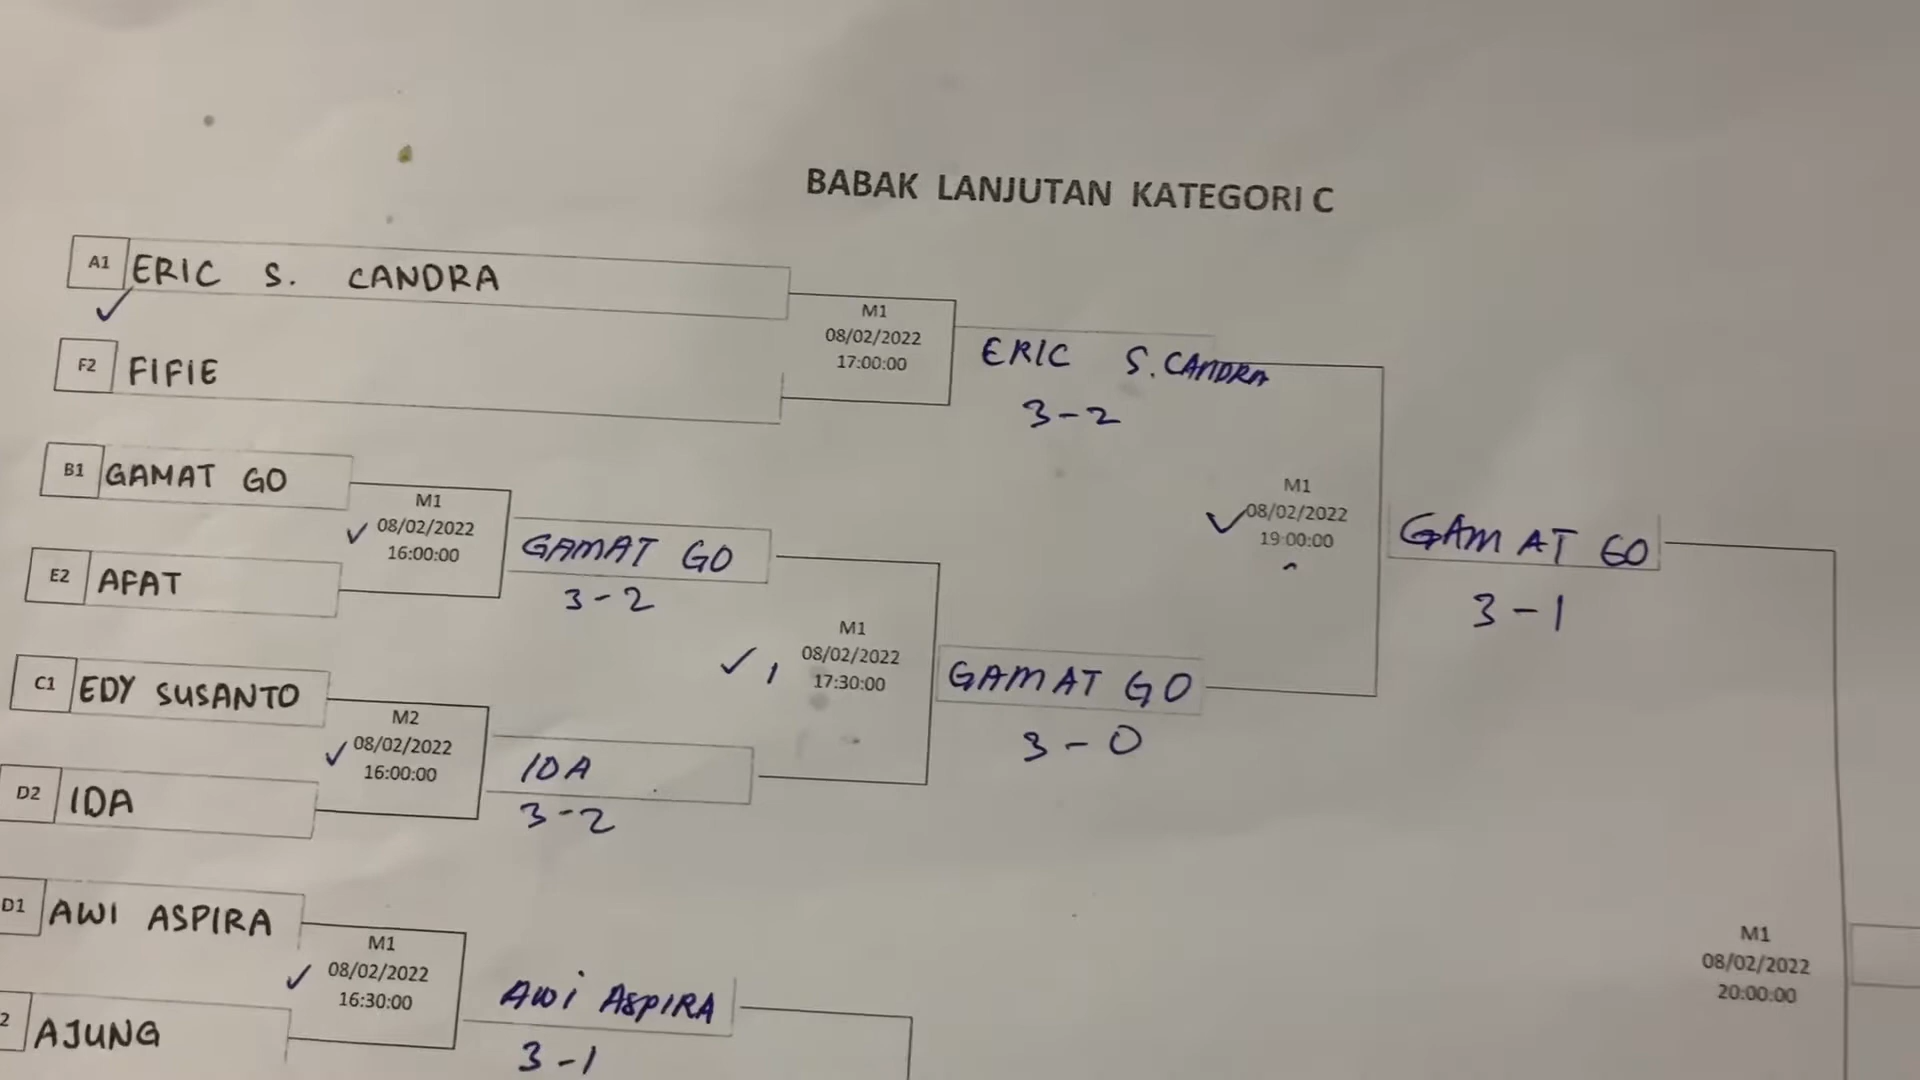 BABAK LANJUTAN KATEGORI C
A1 ERIC S. CANDRA
F2 FIFIE
M1
08/02/2022
17:00:00
ERIC S. CANDRA
3-2
B1 GAMAT GO
E2 AFAT
M1
08/02/2022
16:00:00
GAMAT GO
3-2
C1 EDY SUSANTO
D2 IDA
M2
08/02/2022
16:00:00
IDA
3-2
M1
08/02/2022
17:30:00
GAMAT GO
3-0
M1
08/02/2022
19:00:00
GAMAT GO
3-1
D1 AWI ASPIRA
2 AJUNG
M1
08/02/2022
16:30:00
AWI ASPIRA
3-1
M1
08/02/2022
20:00:00